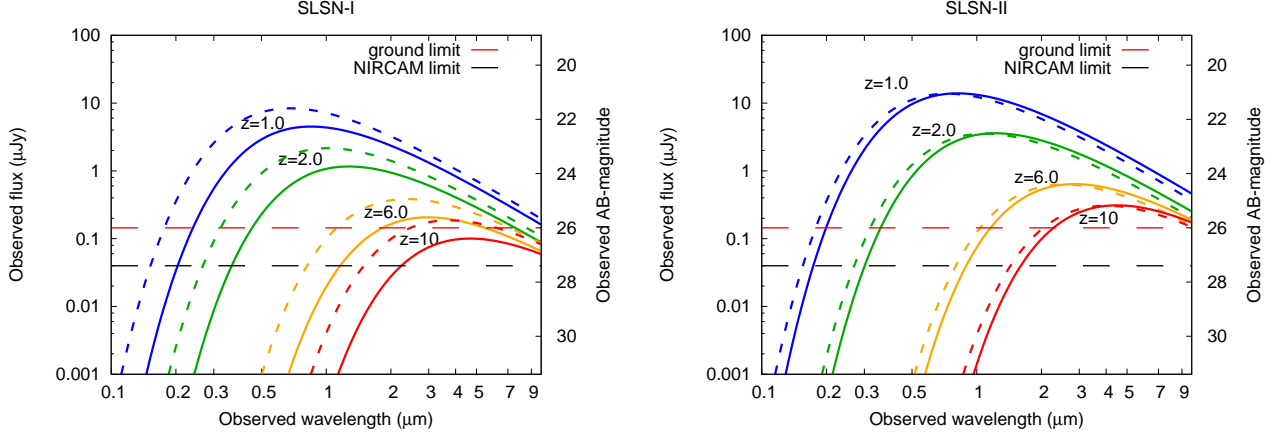 SLSN-I
100
10
1
0.1
0.01
0.001
Observed flux (μJy)
ground limit
NIRCAM limit
z=1.0
z=2.0
z=6.0
z=10
20
22
24
26
28
30
Observed AB-magnitude
0.1 0.2 0.3 0.5 1 2 3 4 5 7 9
Observed wavelength (μm)
SLSN-II
100
10
1
0.1
0.01
0.001
Observed flux (μJy)
ground limit
NIRCAM limit
z=1.0
z=2.0
z=6.0
z=10
20
22
24
26
28
30
Observed AB-magnitude
0.1 0.2 0.3 0.5 1 2 3 4 5 7 9
Observed wavelength (μm)